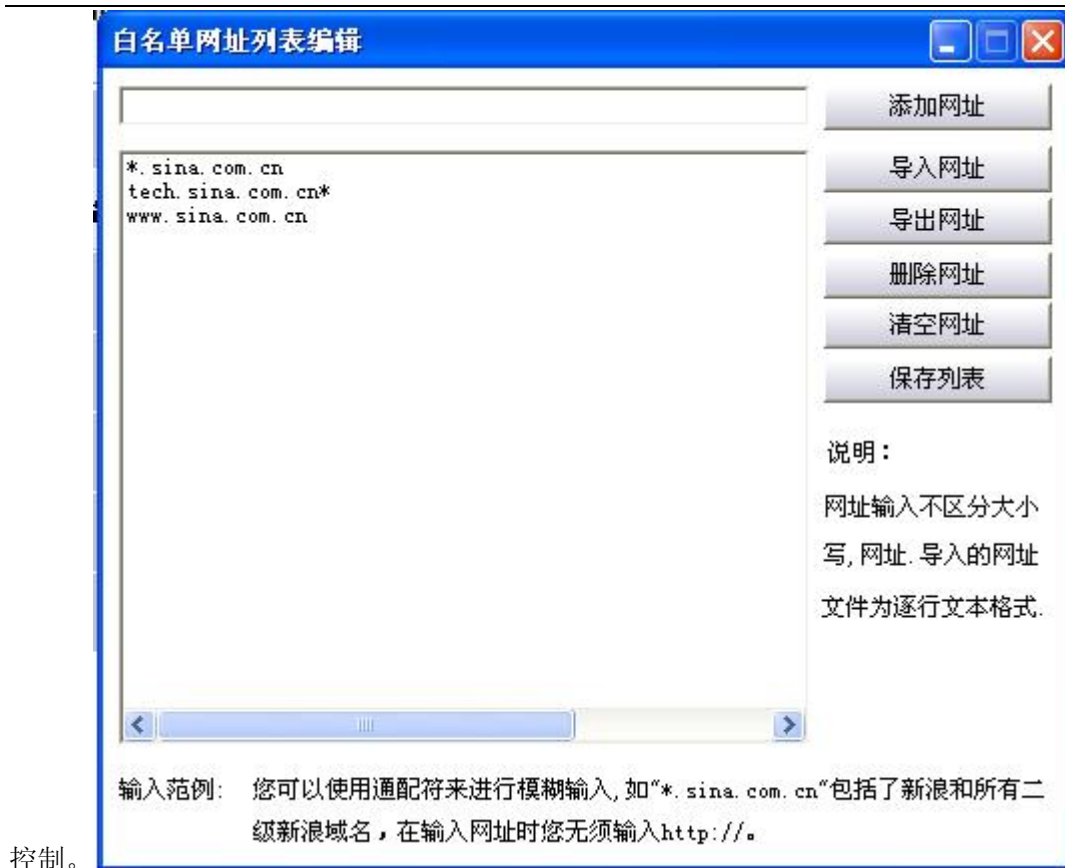 白名单网址列表编辑
添加网址
*.sina.com.cn
tech.sina.com.cn*
www.sina.com.cn
导入网址
导出网址
删除网址
清空网址
保存列表
说明：
网址输入不区分大小
写,网址.导入的网址
文件为逐行文本格式.
输入范例: 您可以使用通配符来进行模糊输入,如"*.sina.com.cn"包括了新浪和所有二
级新浪域名，在输入网址时您无须输入http://。
控制。